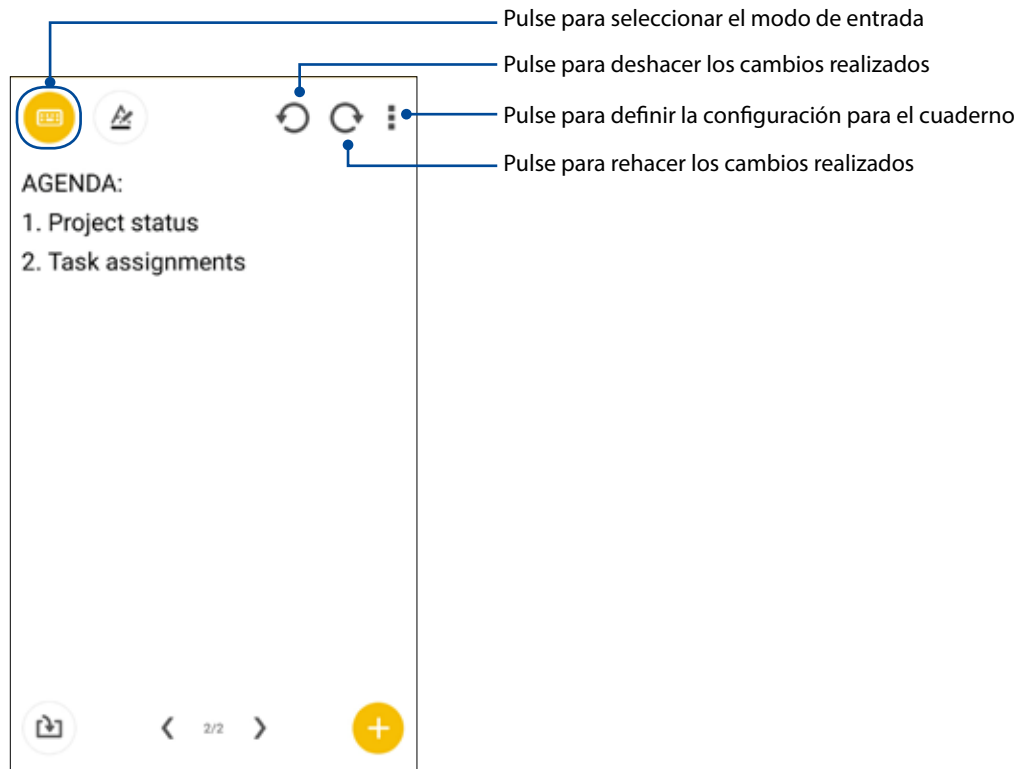 Pulse para seleccionar el modo de entrada
Pulse para deshacer los cambios realizados
Pulse para definir la configuración para el cuaderno
Pulse para rehacer los cambios realizados
AGENDA:
1. Project status
2. Task assignments
2/2